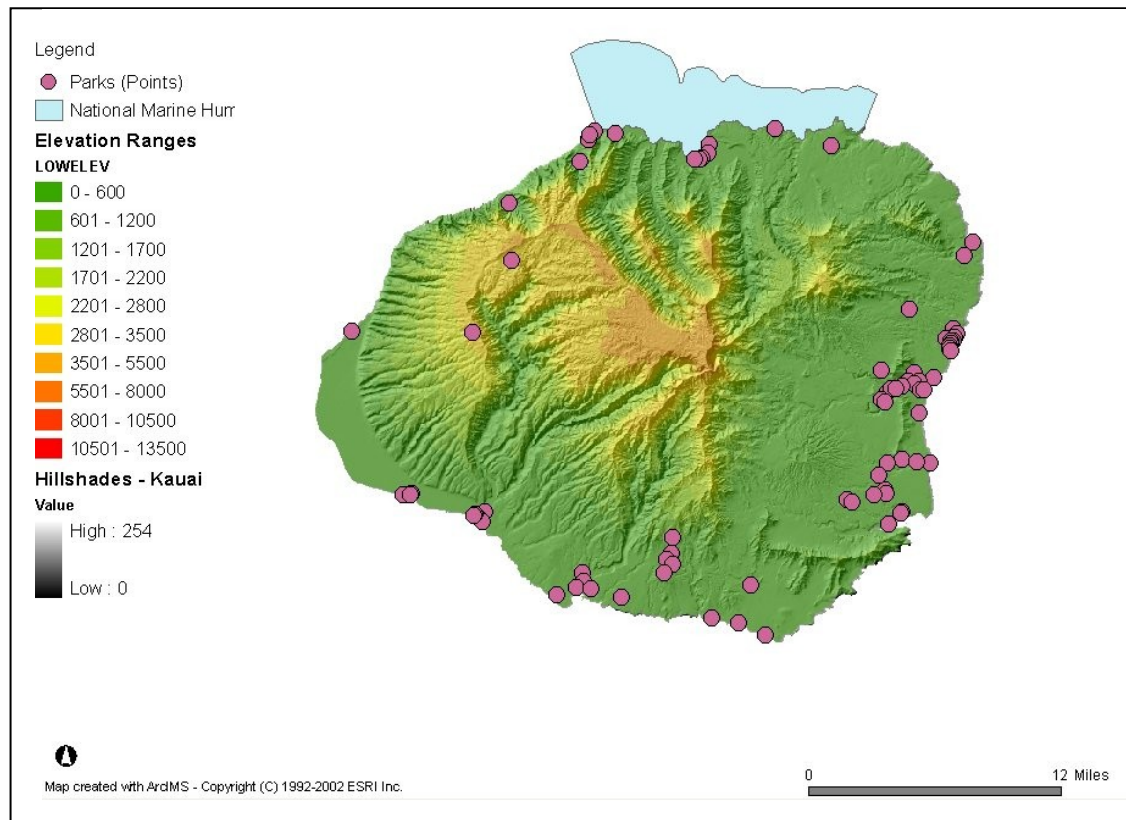 Legend
Parks (Points)
National Marine Hum
Elevation Ranges
LOWELEV
0 - 600
601 - 1200
1201 - 1700
1701 - 2200
2201 - 2800
2801 - 3500
3501 - 5500
5501 - 8000
8001 - 10500
10501 - 13500
Hillshades - Kauai
Value
High : 254
Low : 0
Map created with ArcIMS - Copyright (C) 1992-2002 ESRI Inc.
0 12 Miles